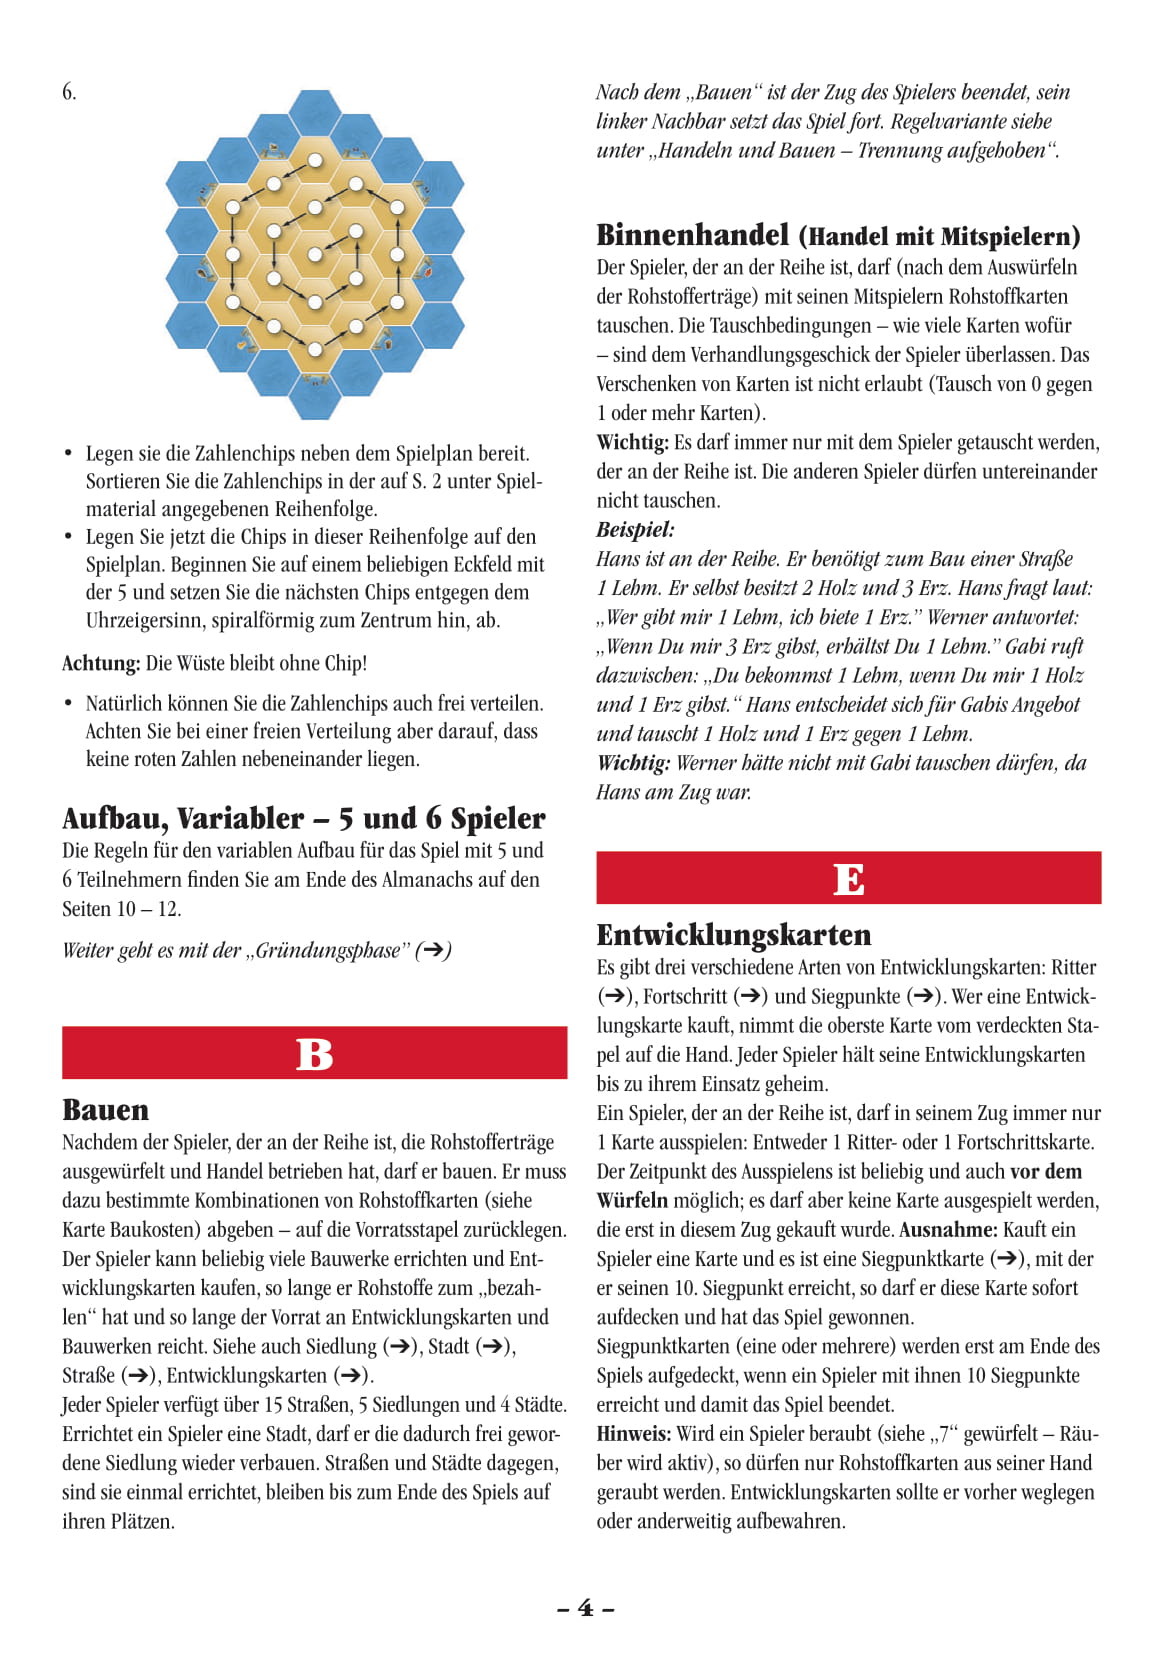 6.
• Legen sie die Zahlenchips neben dem Spielplan bereit.
Sortieren Sie die Zahlenchips in der auf S. 2 unter Spiel-
material angegebenen Reihenfolge.
• Legen Sie jetzt die Chips in dieser Reihenfolge auf den
Spielplan. Beginnen Sie auf einem beliebigen Eckfeld mit
der 5 und setzen Sie die nächsten Chips entgegen dem
Uhrzeigersinn, spiralförmig zum Zentrum hin, ab.
Achtung: Die Wüste bleibt ohne Chip!
• Natürlich können Sie die Zahlenchips auch frei verteilen.
Achten Sie bei einer freien Verteilung aber darauf, dass
keine roten Zahlen nebeneinander liegen.
Aufbau, Variabler – 5 und 6 Spieler
Die Regeln für den variablen Aufbau für das Spiel mit 5 und
6 Teilnehmern finden Sie am Ende des Almanachs auf den
Seiten 10 – 12.
Weiter geht es mit der „Gründungsphase” (➔)
B
Bauen
Nachdem der Spieler, der an der Reihe ist, die Rohstofferträge
ausgewürfelt und Handel betrieben hat, darf er bauen. Er muss
dazu bestimmte Kombinationen von Rohstoffkarten (siehe
Karte Baukosten) abgeben – auf die Vorratsstapel zurücklegen.
Der Spieler kann beliebig viele Bauwerke errichten und Ent-
wicklungskarten kaufen, so lange er Rohstoffe zum „bezah-
len“ hat und so lange der Vorrat an Entwicklungskarten und
Bauwerken reicht. Siehe auch Siedlung (➔), Stadt (➔),
Straße (➔), Entwicklungskarten (➔).
Jeder Spieler verfügt über 15 Straßen, 5 Siedlungen und 4 Städte.
Errichtet ein Spieler eine Stadt, darf er die dadurch frei gewor-
dene Siedlung wieder verbauen. Straßen und Städte dagegen,
sind sie einmal errichtet, bleiben bis zum Ende des Spiels auf
ihren Plätzen.
Nach dem „Bauen“ ist der Zug des Spielers beendet, sein
linker Nachbar setzt das Spiel fort. Regelvariante siehe
unter „Handeln und Bauen – Trennung aufgehoben“.
Binnenhandel (Handel mit Mitspielern)
Der Spieler, der an der Reihe ist, darf (nach dem Auswürfeln
der Rohstofferträge) mit seinen Mitspielern Rohstoffkarten
tauschen. Die Tauschbedingungen – wie viele Karten wofür
– sind dem Verhandlungsgeschick der Spieler überlassen. Das
Verschenken von Karten ist nicht erlaubt (Tausch von 0 gegen
1 oder mehr Karten).
Wichtig: Es darf immer nur mit dem Spieler getauscht werden,
der an der Reihe ist. Die anderen Spieler dürfen untereinander
nicht tauschen.
Beispiel:
Hans ist an der Reihe. Er benötigt zum Bau einer Straße
1 Lehm. Er selbst besitzt 2 Holz und 3 Erz. Hans fragt laut:
„Wer gibt mir 1 Lehm, ich biete 1 Erz.” Werner antwortet:
„Wenn Du mir 3 Erz gibst, erhältst Du 1 Lehm.” Gabi ruft
dazwischen: „Du bekommst 1 Lehm, wenn Du mir 1 Holz
und 1 Erz gibst.“ Hans entscheidet sich für Gabis Angebot
und tauscht 1 Holz und 1 Erz gegen 1 Lehm.
Wichtig: Werner hätte nicht mit Gabi tauschen dürfen, da
Hans am Zug war.
E
Entwicklungskarten
Es gibt drei verschiedene Arten von Entwicklungskarten: Ritter
(➔), Fortschritt (➔) und Siegpunkte (➔). Wer eine Entwick-
lungskarte kauft, nimmt die oberste Karte vom verdeckten Sta-
pel auf die Hand. Jeder Spieler hält seine Entwicklungskarten
bis zu ihrem Einsatz geheim.
Ein Spieler, der an der Reihe ist, darf in seinem Zug immer nur
1 Karte ausspielen: Entweder 1 Ritter- oder 1 Fortschrittskarte.
Der Zeitpunkt des Ausspielens ist beliebig und auch vor dem
Würfeln möglich; es darf aber keine Karte ausgespielt werden,
die erst in diesem Zug gekauft wurde. Ausnahme: Kauft ein
Spieler eine Karte und es ist eine Siegpunktkarte (➔), mit der
er seinen 10. Siegpunkt erreicht, so darf er diese Karte sofort
aufdecken und hat das Spiel gewonnen.
Siegpunktkarten (eine oder mehrere) werden erst am Ende des
Spiels aufgedeckt, wenn ein Spieler mit ihnen 10 Siegpunkte
erreicht und damit das Spiel beendet.
Hinweis: Wird ein Spieler beraubt (siehe „7“ gewürfelt – Räu-
ber wird aktiv), so dürfen nur Rohstoffkarten aus seiner Hand
geraubt werden. Entwicklungskarten sollte er vorher weglegen
oder anderweitig aufbewahren.
– 4 –